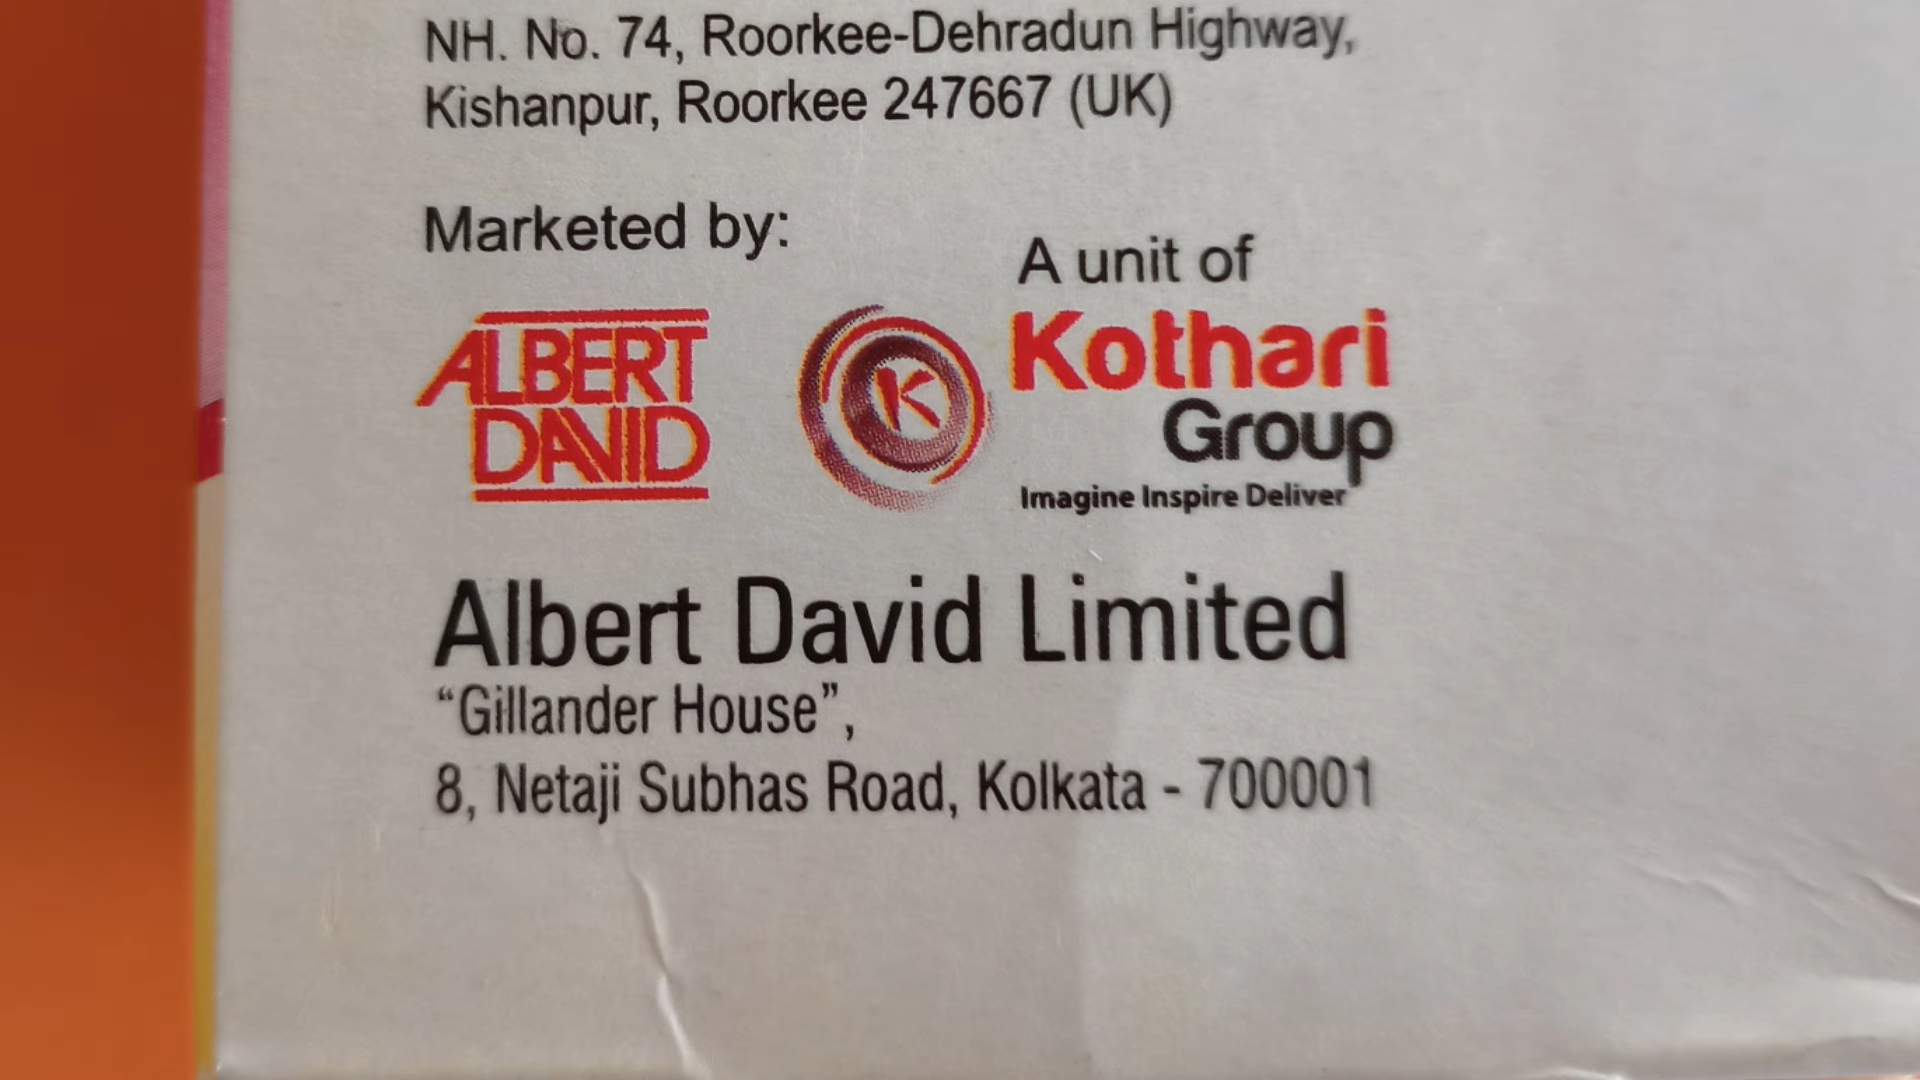 NH. No. 74, Roorkee-Dehradun Highway,
Kishanpur, Roorkee 247667 (UK)
Marketed by:
ALBERT
DAVID
K
A unit of
Kothari
Group
Imagine Inspire Deliver
Albert David Limited
“Gillander House”,
8, Netaji Subhas Road, Kolkata - 700001